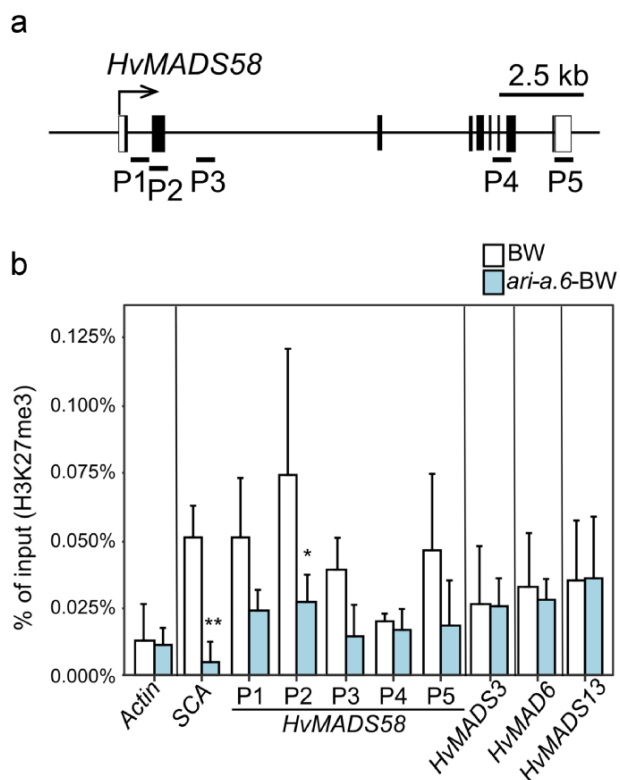 a
HvMADS58
2.5 kb
P1 P2 P3 P4 P5
b
BW
ari-a.6-BW
% of input (H3K27me3)
0.125%
0.100%
0.075%
0.050%
0.025%
0.000%
*
**
Actin SCA P1 P2 P3 P4 P5 HvMADS3 HvMAD6 HvMADS13
HvMADS58